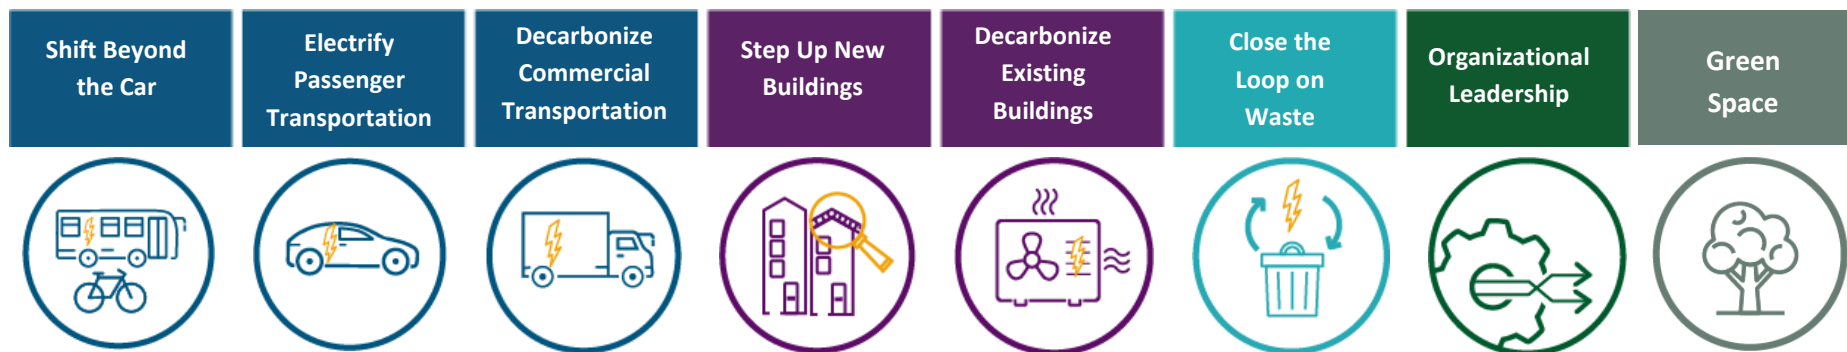 Shift Beyond
the Car
Electrify
Passenger
Transportation
Decarbonize
Commercial
Transportation
Step Up New
Buildings
Decarbonize
Existing
Buildings
Close the
Loop on
Waste
Organizational
Leadership
Green
Space